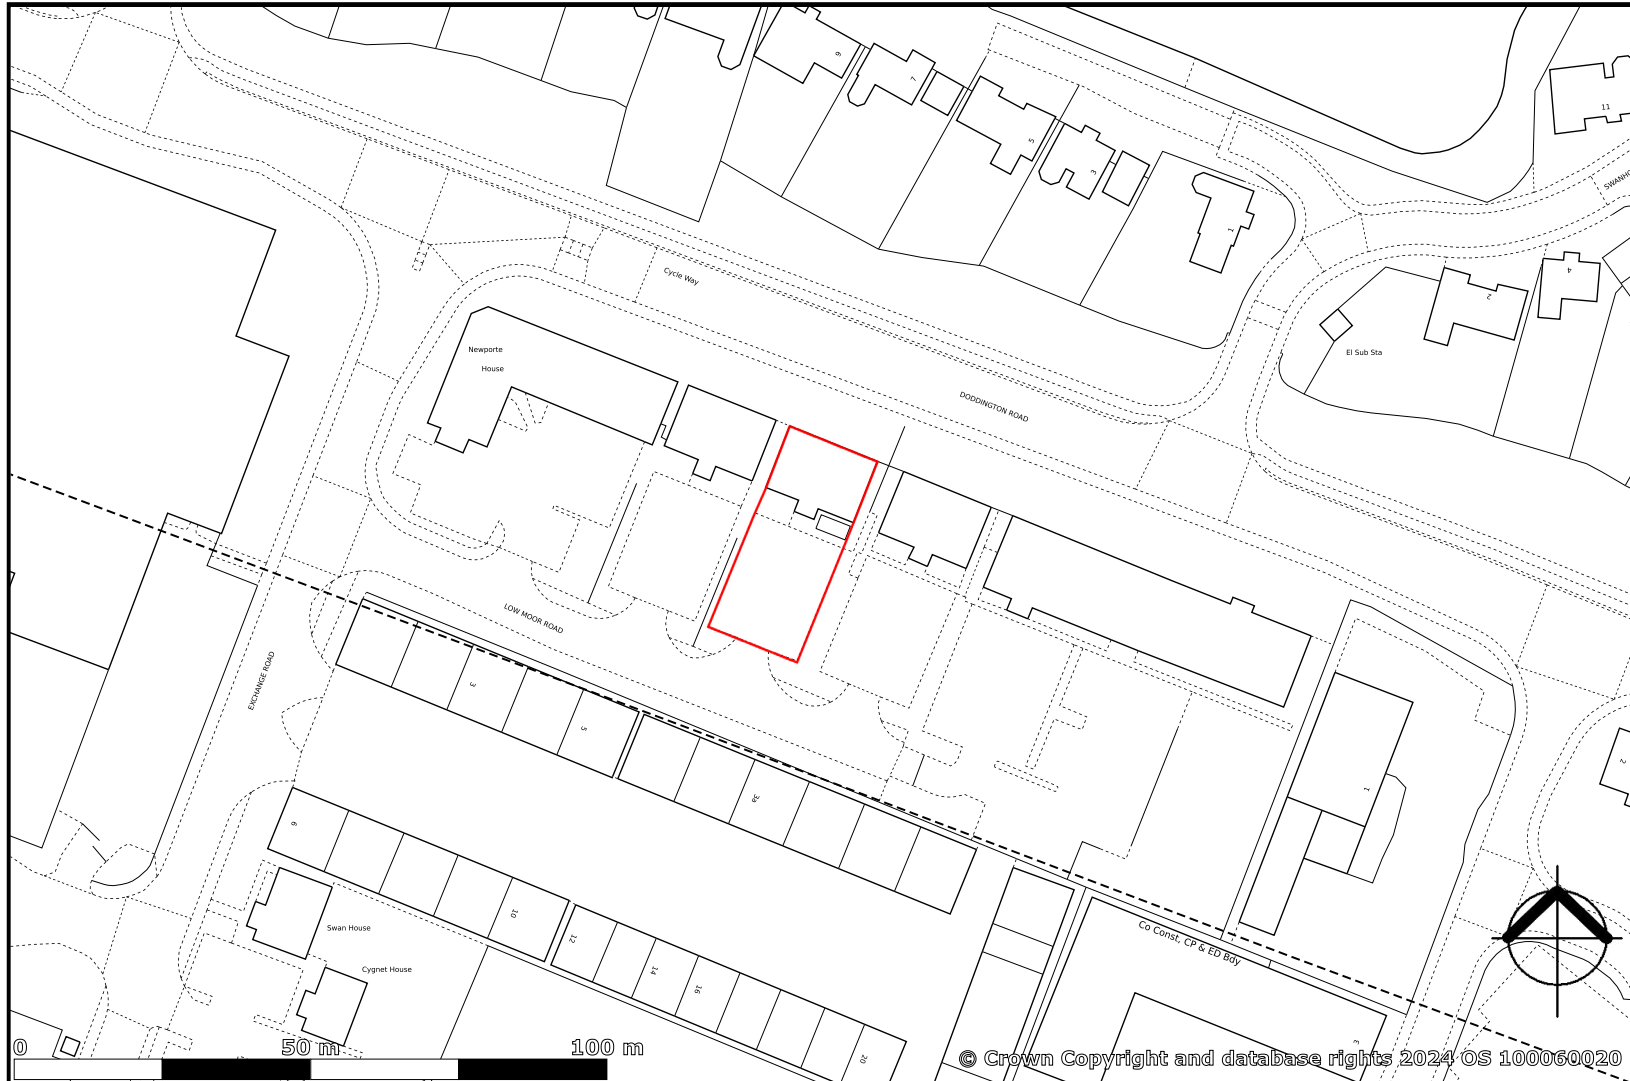 9
7
5
3
1
11
SWANHO
4
2
El Sub Sta
Cycle Way
DODDINGTON ROAD
Newporte
House
LOW MOOR ROAD
EXCHANGE ROAD
3
5
3a
1
2
6
10
12
14
16
20
Swan House
Cygnet House
Co Const, CP & ED Bdy
3
0
50 m
100 m
© Crown Copyright and database rights 2024 OS 100060020